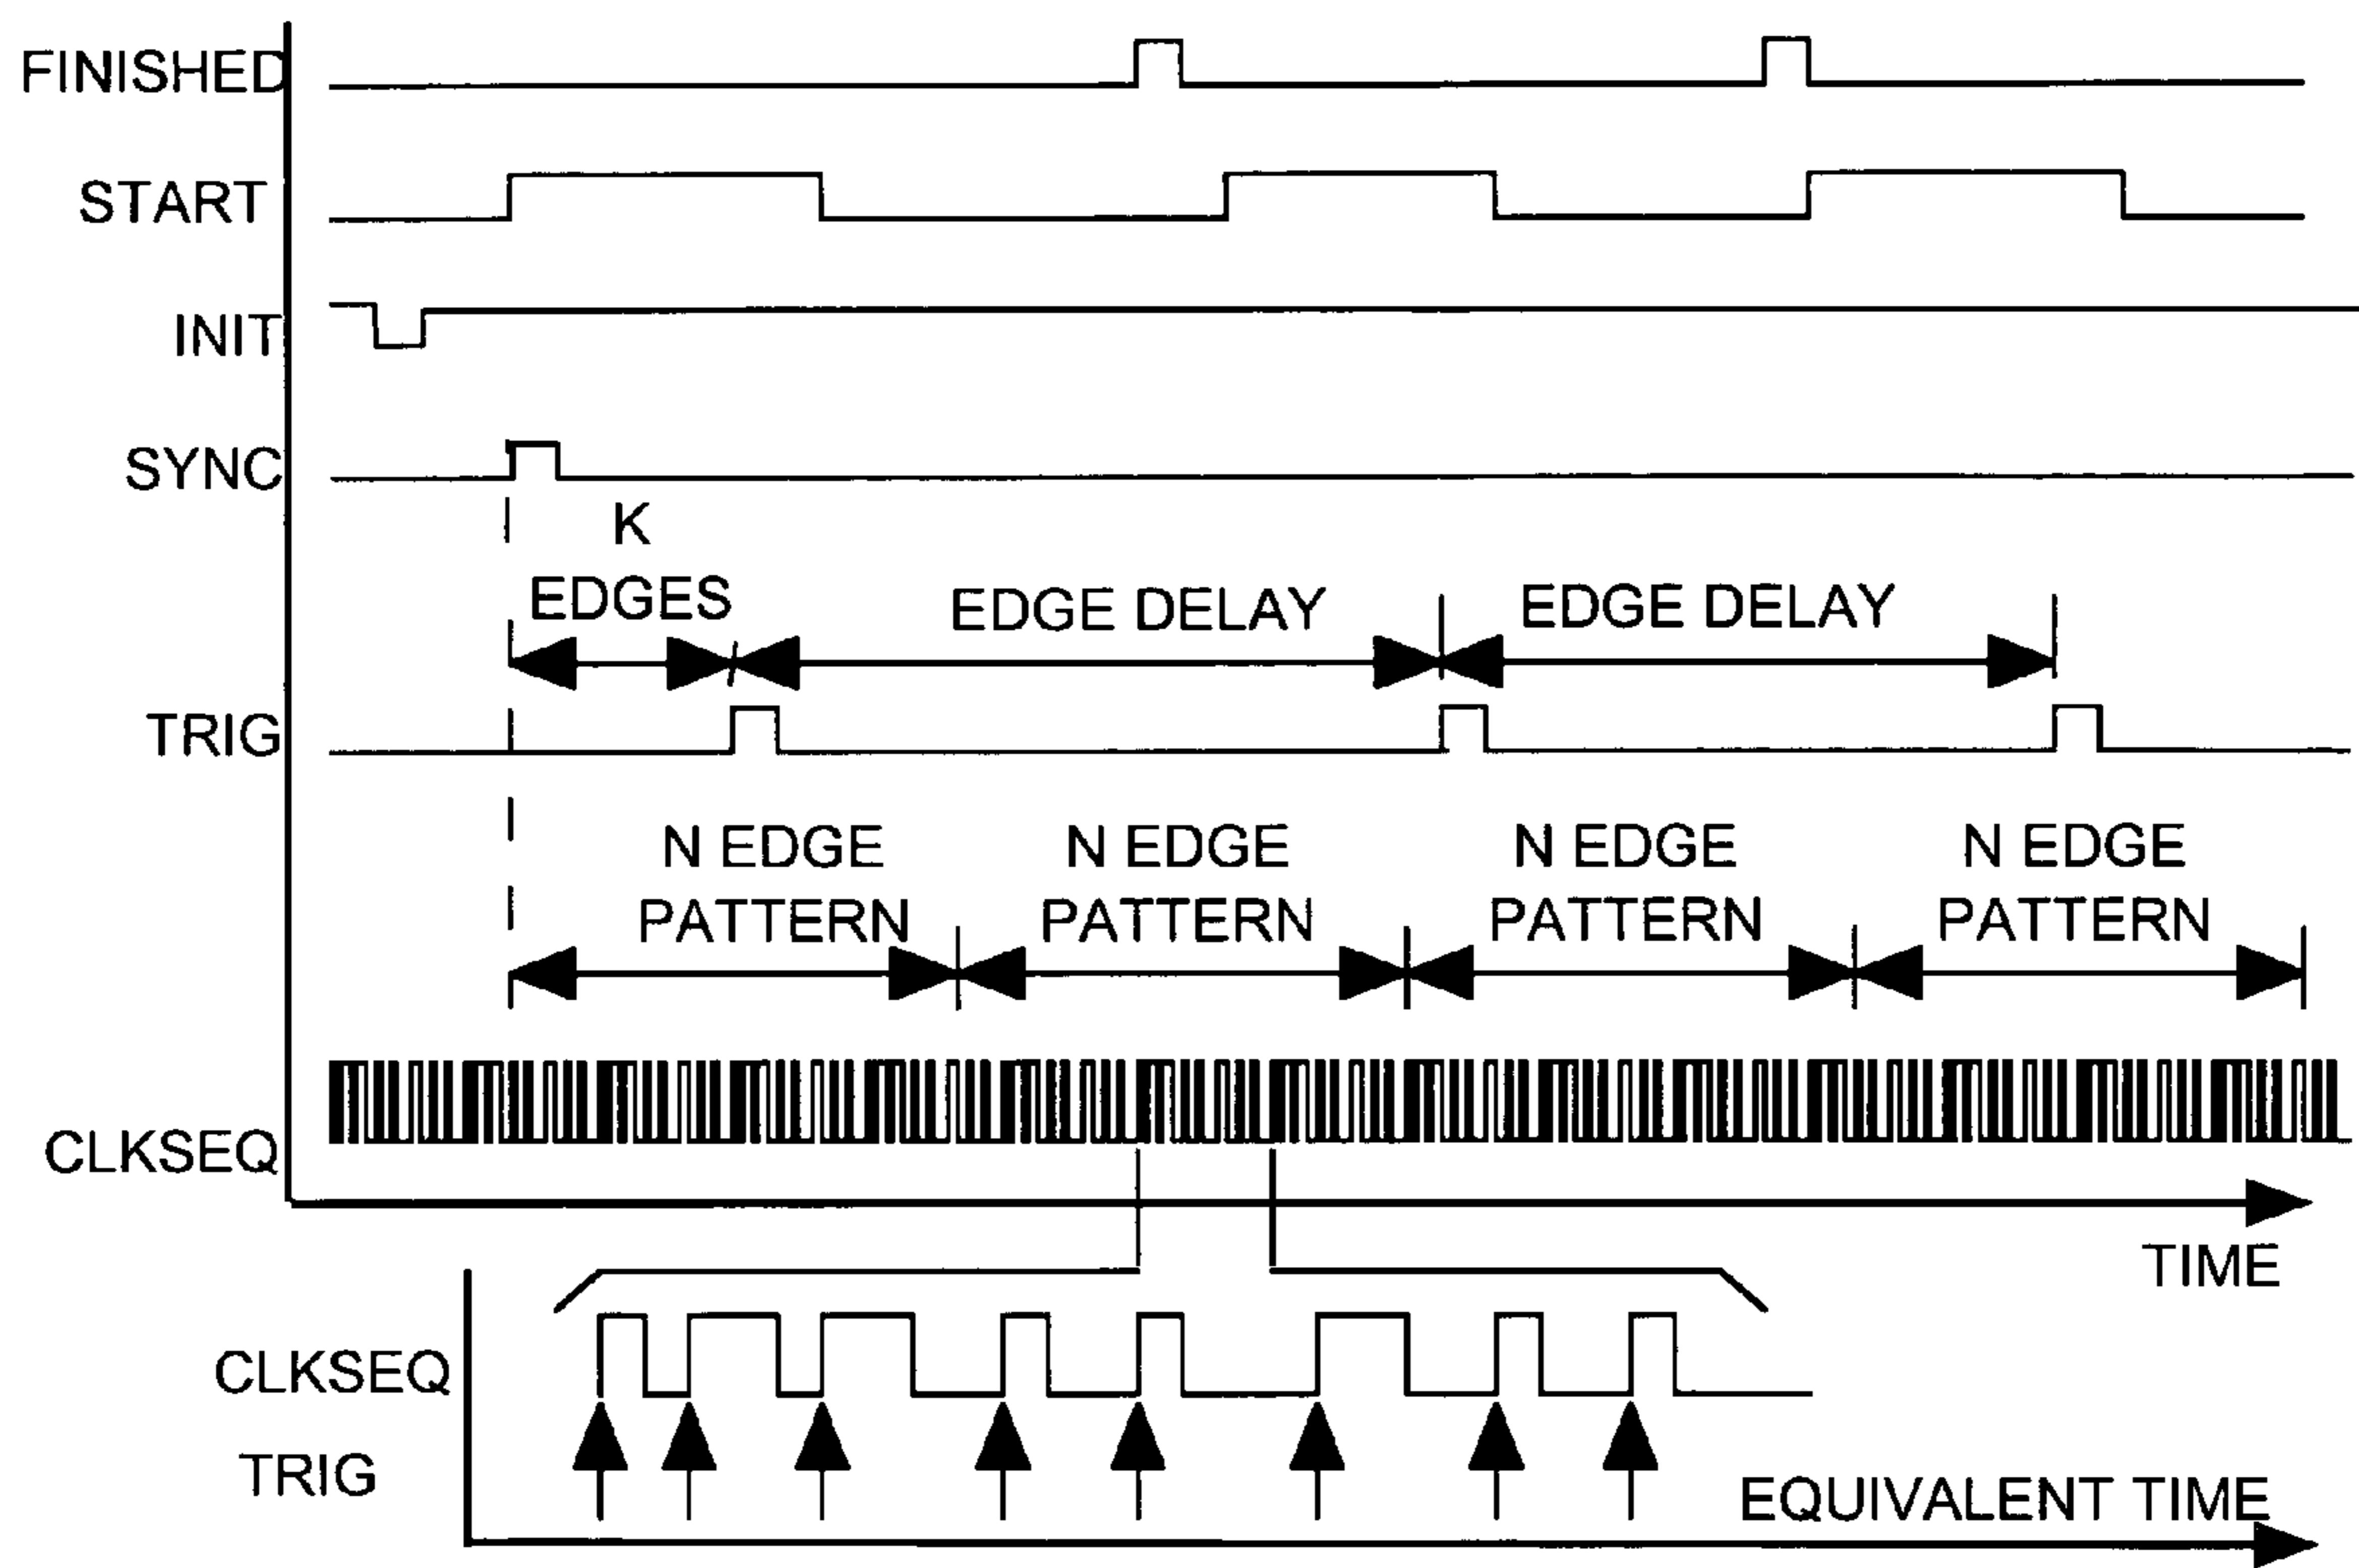 FINISHED
START
INIT
SYNC
K
EDGES
EDGE DELAY
EDGE DELAY
TRIG
N EDGE
PATTERN
N EDGE
PATTERN
N EDGE
PATTERN
N EDGE
PATTERN
CLKSEQ
TIME
CLKSEQ
TRIG
EQUIVALENT TIME